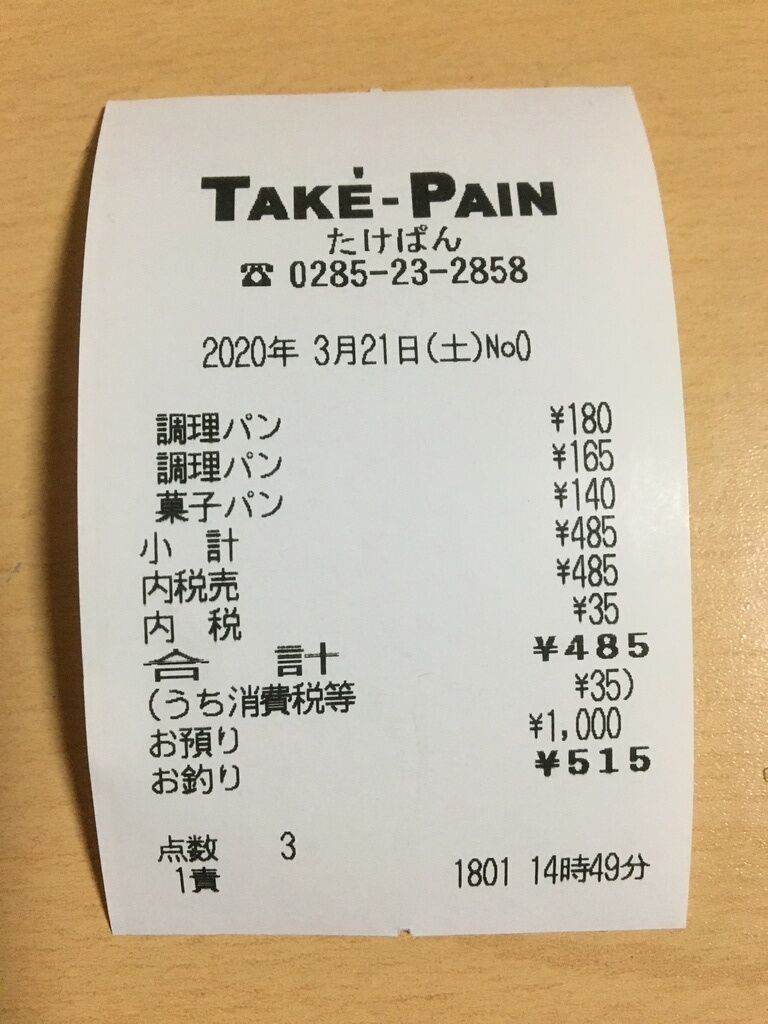 TAKÉ-PAIN
たけぱん
☎ 0285-23-2858
2020年 3月21日(土)No0
調理パン ¥180
調理パン ¥165
菓子パン ¥140
小 計 ¥485
内税売 ¥485
内 税 ¥35
合 計 ¥485
(うち消費税等 ¥35)
お預り ¥1,000
お釣り ¥515
点数 3
1責 1801 14時49分